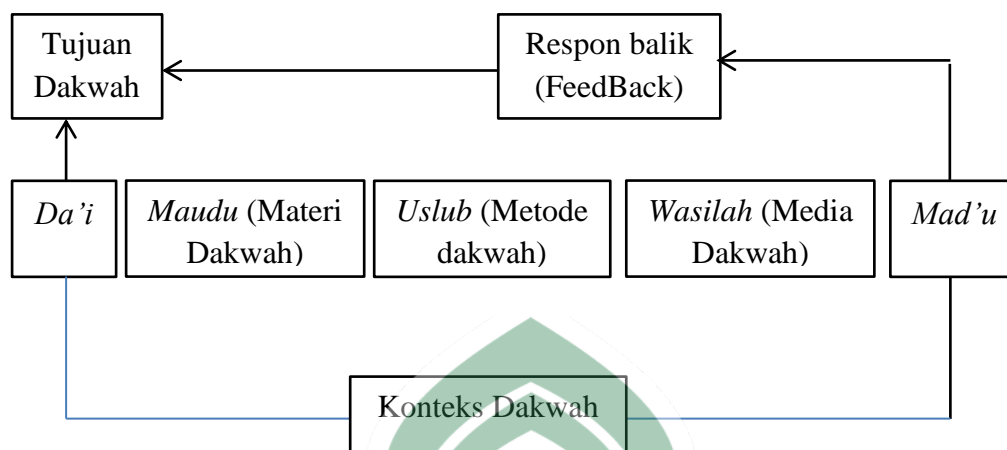 Tujuan
Dakwah
Respon balik
(FeedBack)
Da’i
Maudu (Materi
Dakwah)
Uslub (Metode
dakwah)
Wasilah (Media
Dakwah)
Mad’u
Konteks Dakwah